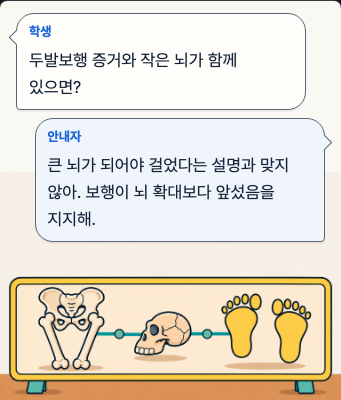 학생
두발보행 증거와 작은 뇌가 함께
있으면?
안내자
큰 뇌가 되어야 걸었다는 설명과 맞지
않아. 보행이 뇌 확대보다 앞섰음을
지지해.